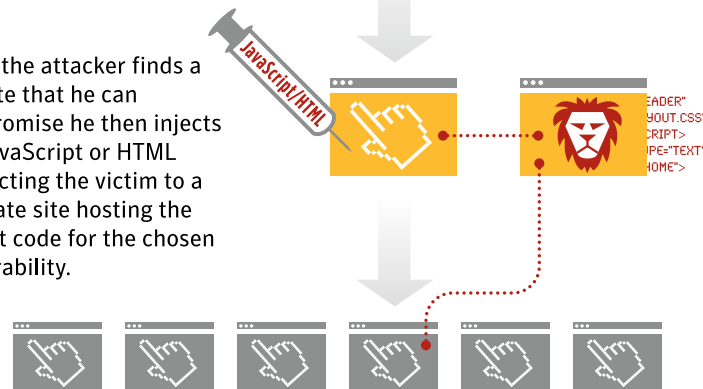 JavaScript/HTML
the attacker finds a
te that he can
romise he then injects
vaScript or HTML
cting the victim to a
ate site hosting the
t code for the chosen
rability.
EADER"
YOUT.CSS"
CRIPT>
YPE="TEXT"
HOME">